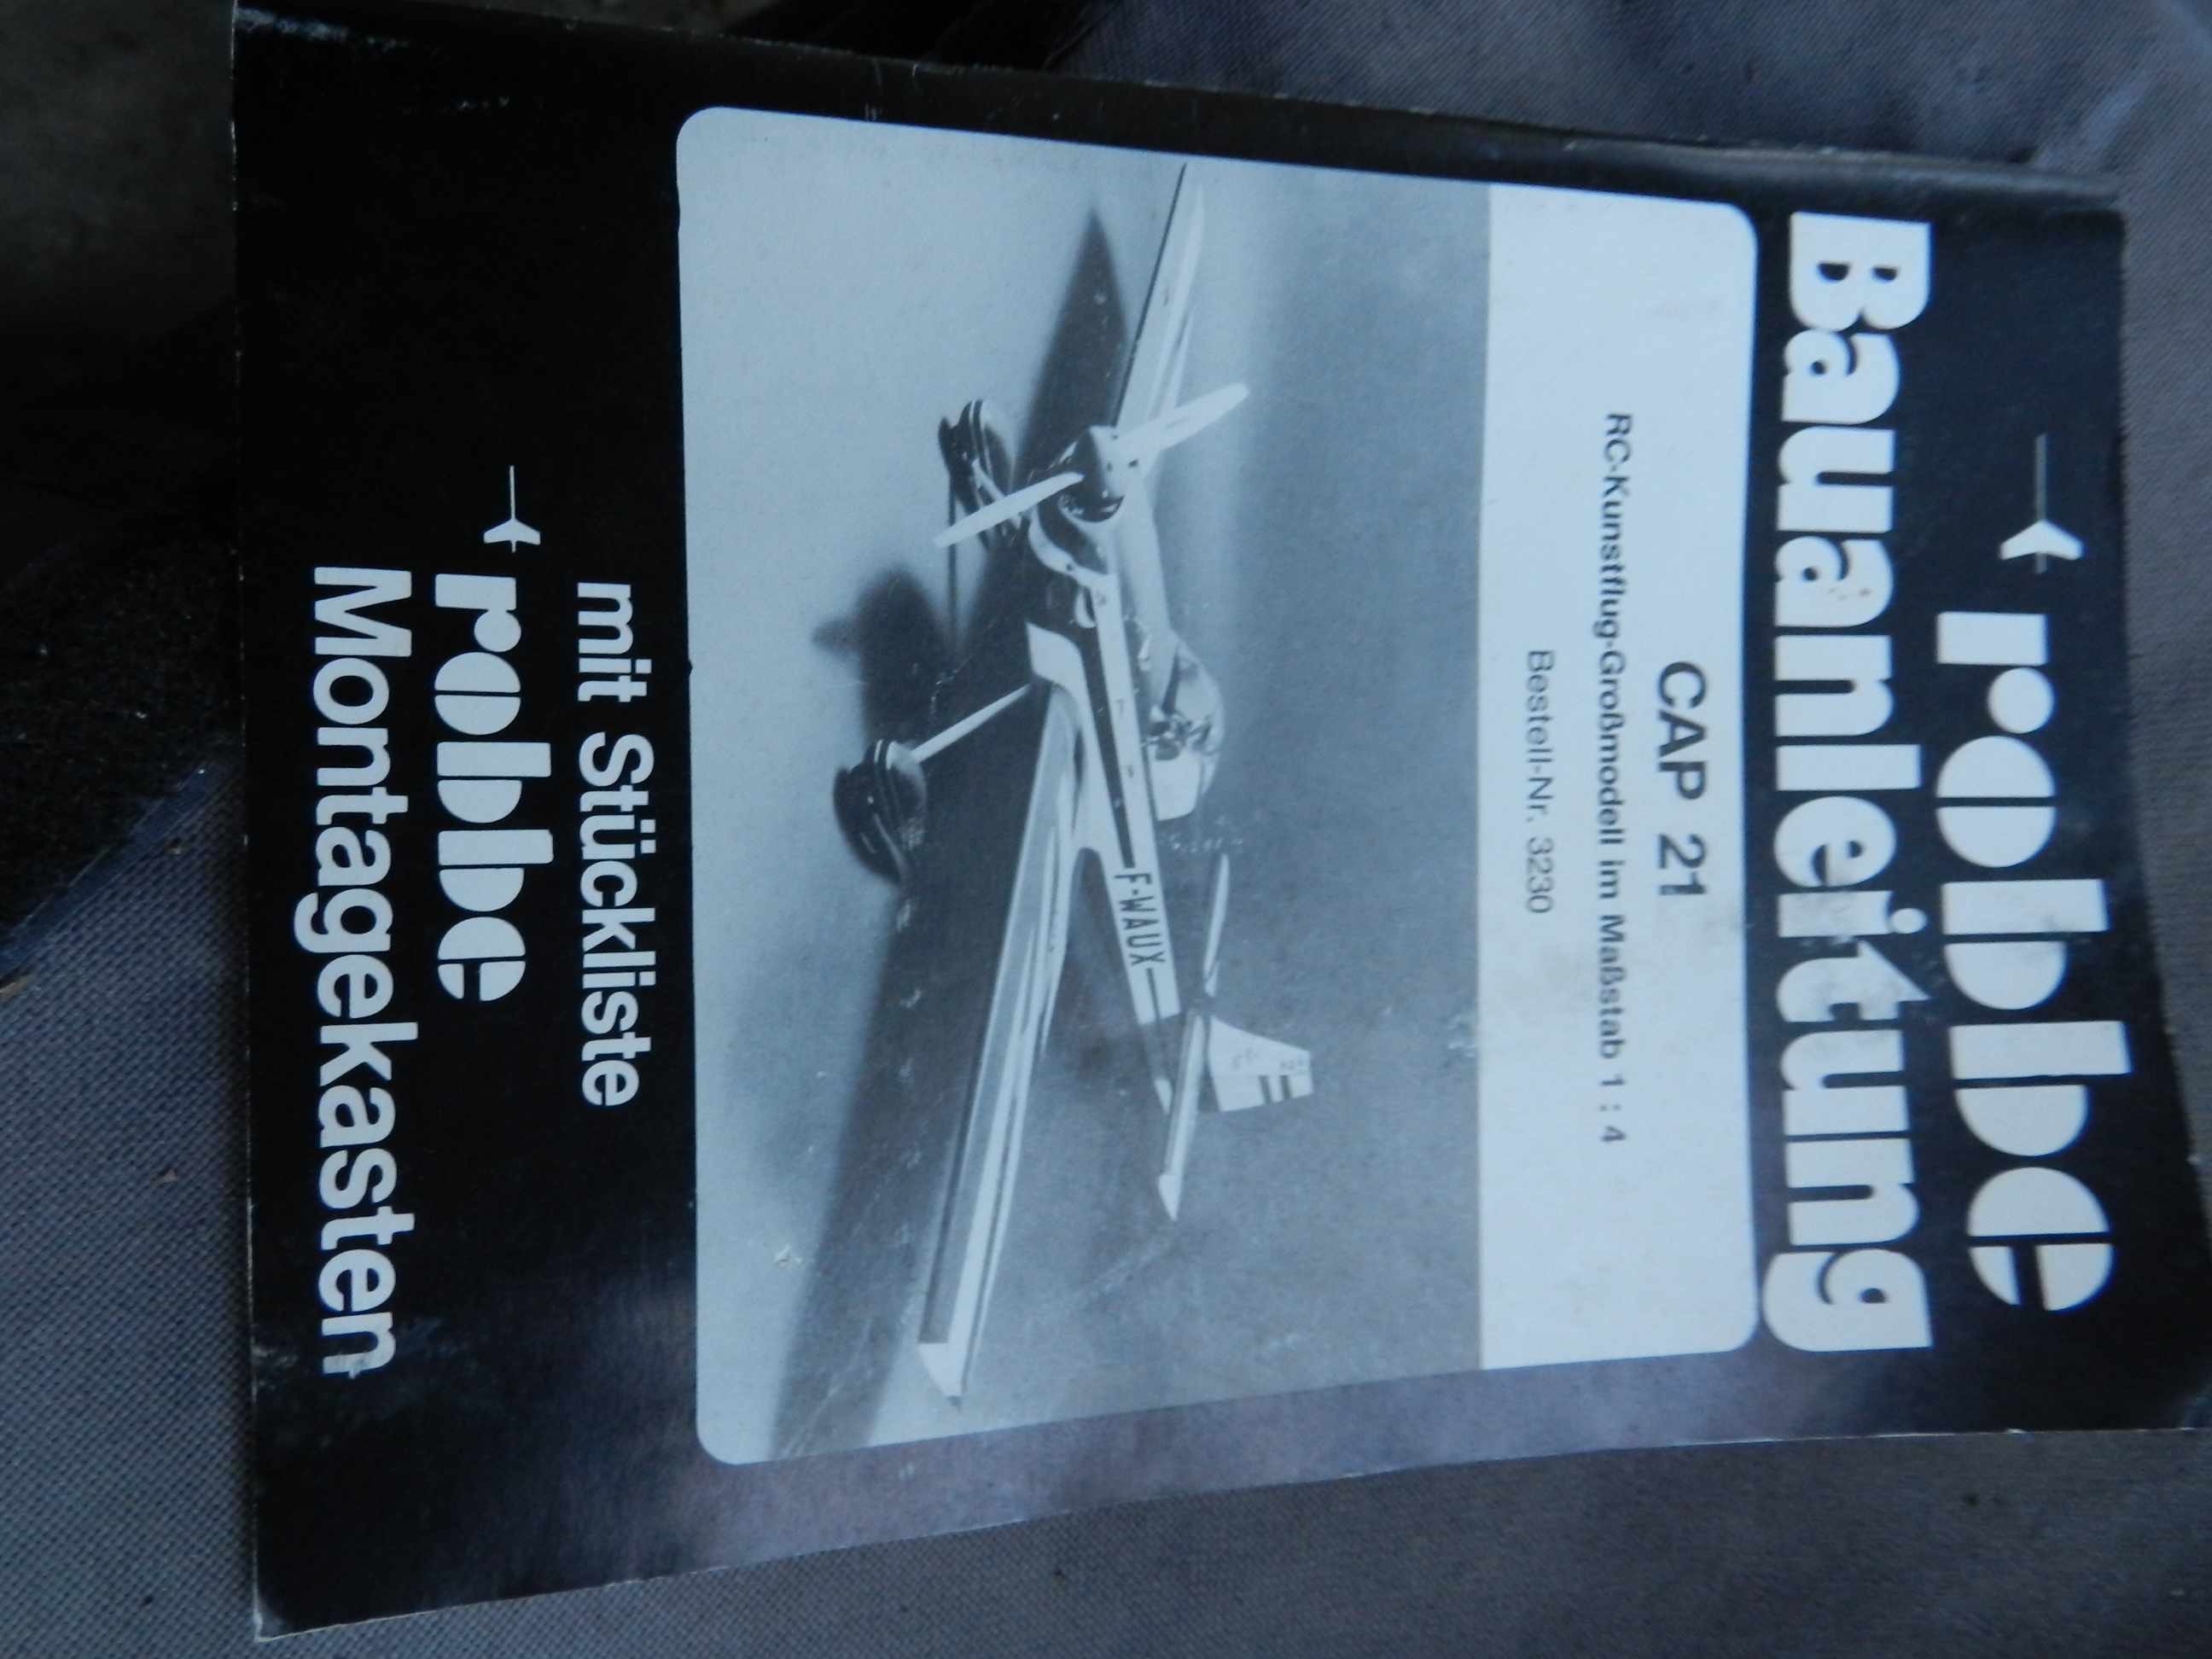 robbe
Bauanleitung
CAP 21
RC-Kunstflug-Großmodell im Maßstab 1 : 4
Bestell-Nr. 3230
F-WAUX
mit Stückliste
robbe
Montagekasten